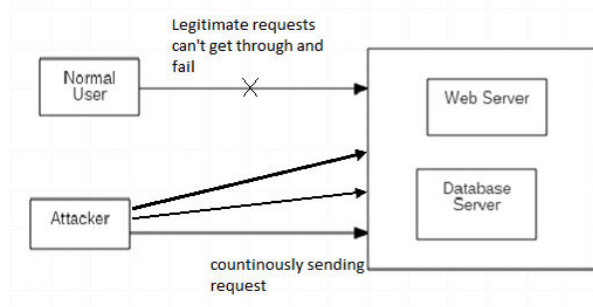 Legitimate requests
can't get through and
fail
Normal
User
Web Server
Database
Server
Attacker
countinously sending
request